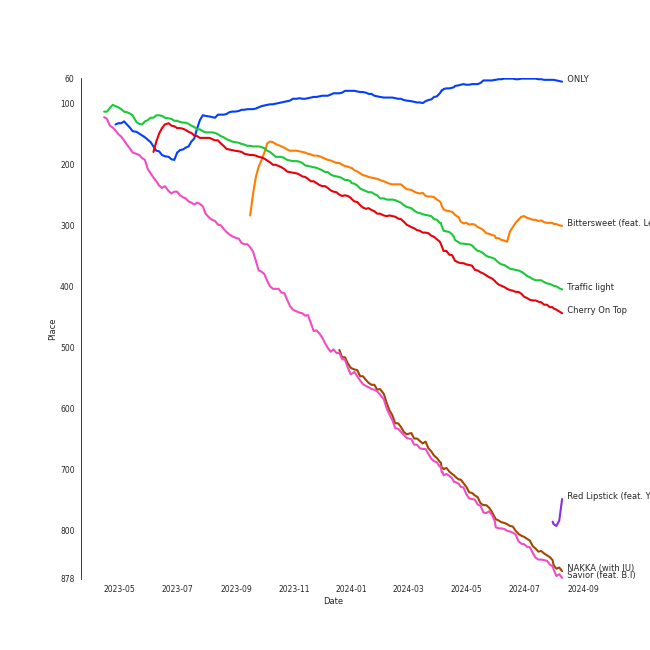 60
ONLY
100
200
Bittersweet (feat. Le
300
Traffic light
400
Cherry On Top
Place
500
600
700
Red Lipstick (feat. Y
800
NAKKA (with JU)
Savior (feat. B.I)
878
2023-05 2023-07 2023-09 2023-11 2024-01 2024-03 2024-05 2024-07 2024-09
Date